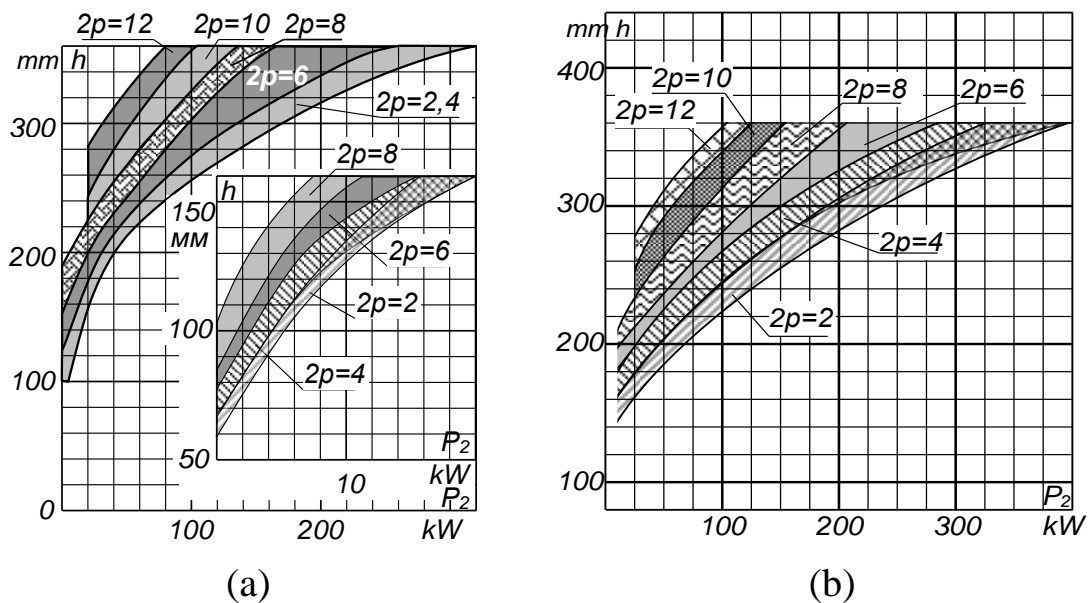 2p=12 2p=10 2p=8
mm h
2p=6
2p=2,4
300
2p=8
h
150
мм
200
2p=6
2p=2
100
2p=4
100
P2
50
kW
10
P2
0
100 200 kW
(a)
mm h
400
2p=10
2p=8 2p=6
2p=12
300
2p=4
2p=2
200
100
P2
100 200 300 kW
(b)